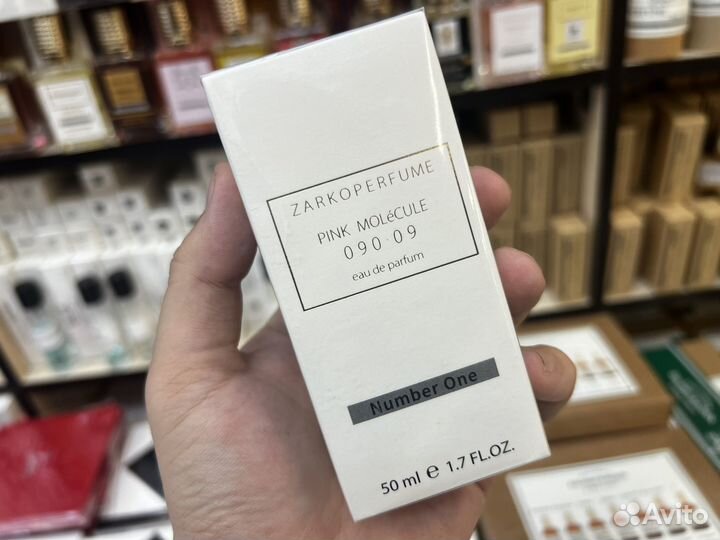 ZARKOPERFUME
PINK MOLéCULE
090·09
eau de parfum
Number One
50 ml e 1.7 FL.OZ.
Avito